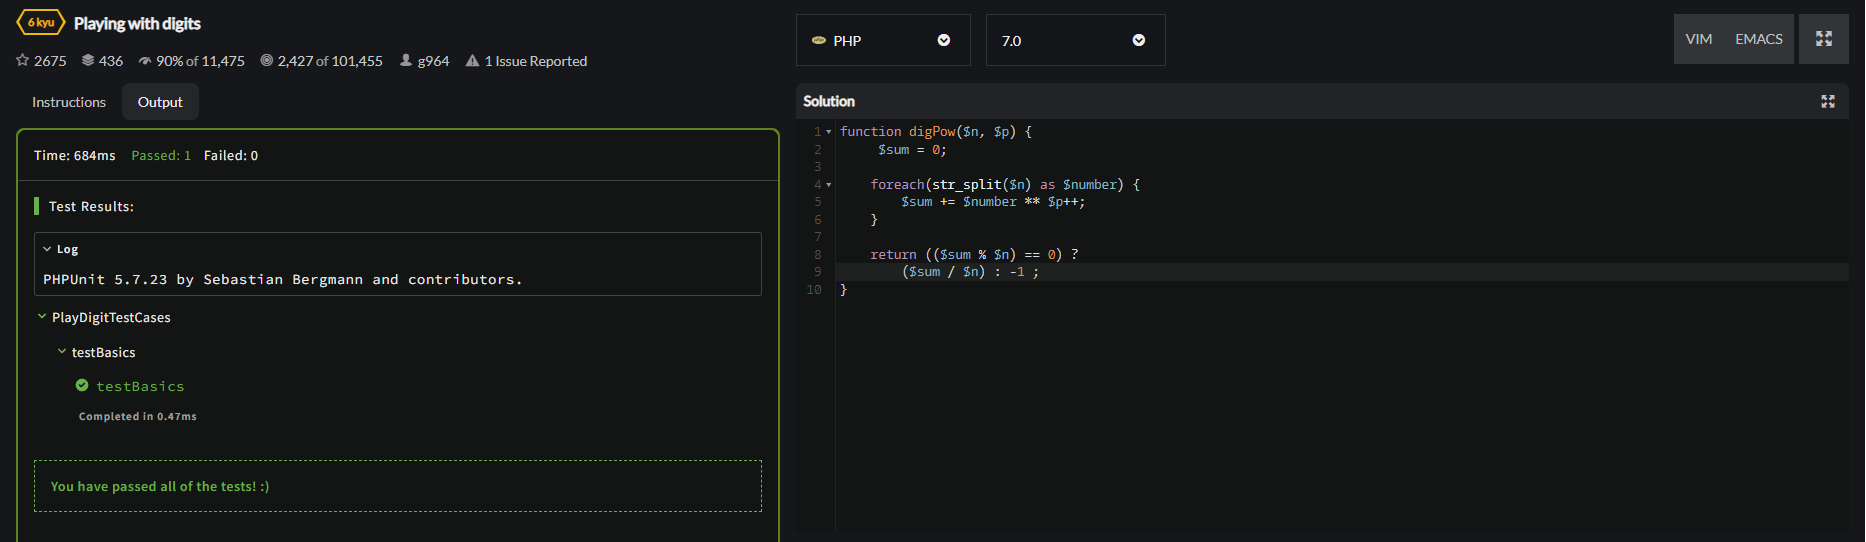 6 kyu Playing with digits
2675 436 90% of 11,475 2,427 of 101,455 g964 1 Issue Reported
Instructions Output
Time: 684ms Passed: 1 Failed: 0
Test Results:
Log
PHPUnit 5.7.23 by Sebastian Bergmann and contributors.
PlayDigitTestCases
testBasics
testBasics
Completed in 0.47ms
You have passed all of the tests! :)
php PHP 7.0 VIM EMACS
Solution
1 function digPow($n, $p) {
2 $sum = 0;
3
4 foreach(str_split($n) as $number) {
5 $sum += $number ** $p++;
6 }
7
8 return (($sum % $n) == 0) ?
9 ($sum / $n) : -1 ;
10 }